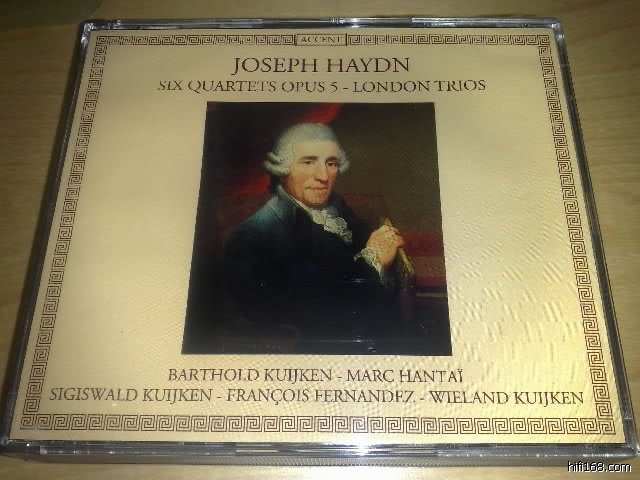 ACCENT
JOSEPH HAYDN
SIX QUARTETS OPUS 5 - LONDON TRIOS
BARTHOLD KUIJKEN - MARC HANTAÏ
SIGISWALD KUIJKEN - FRANÇOIS FERNANDEZ - WIELAND KUIJKEN
hifi168.com